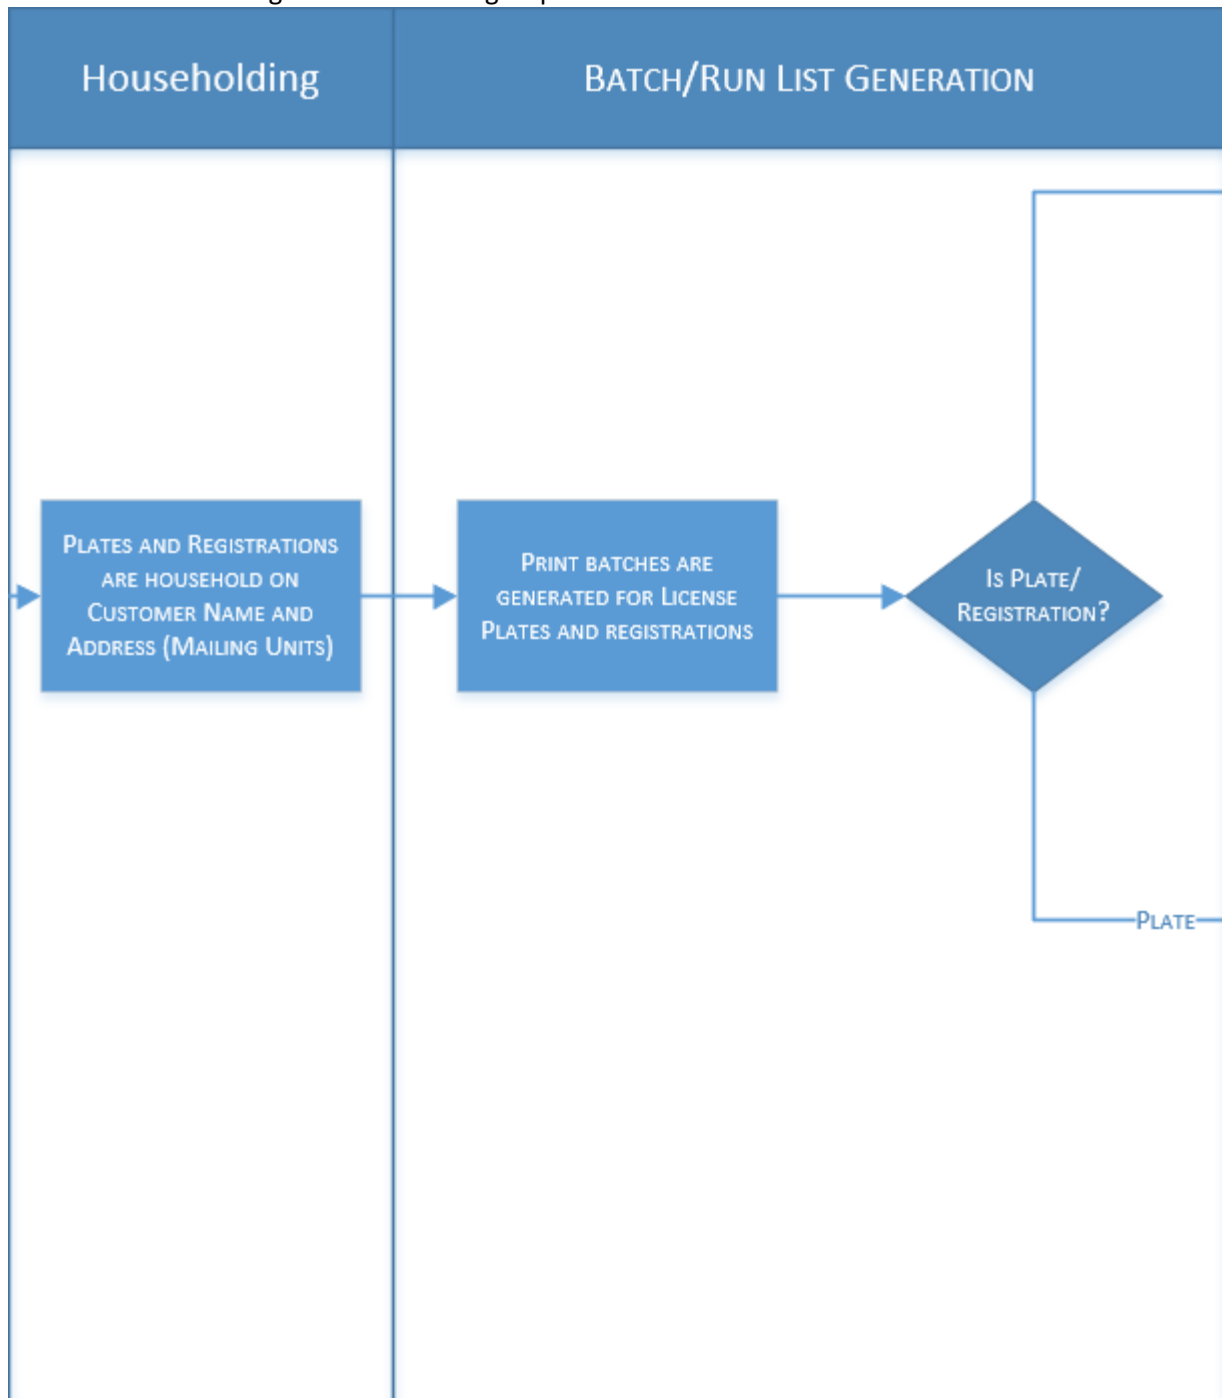 Householding
BATCH/RUN LIST GENERATION
PLATES AND REGISTRATIONS
ARE HOUSEHOLD ON
CUSTOMER NAME AND
ADDRESS (MAILING UNITS)
PRINT BATCHES ARE
GENERATED FOR LICENSE
PLATES AND REGISTRATIONS
IS PLATE/
REGISTRATION?
PLATE